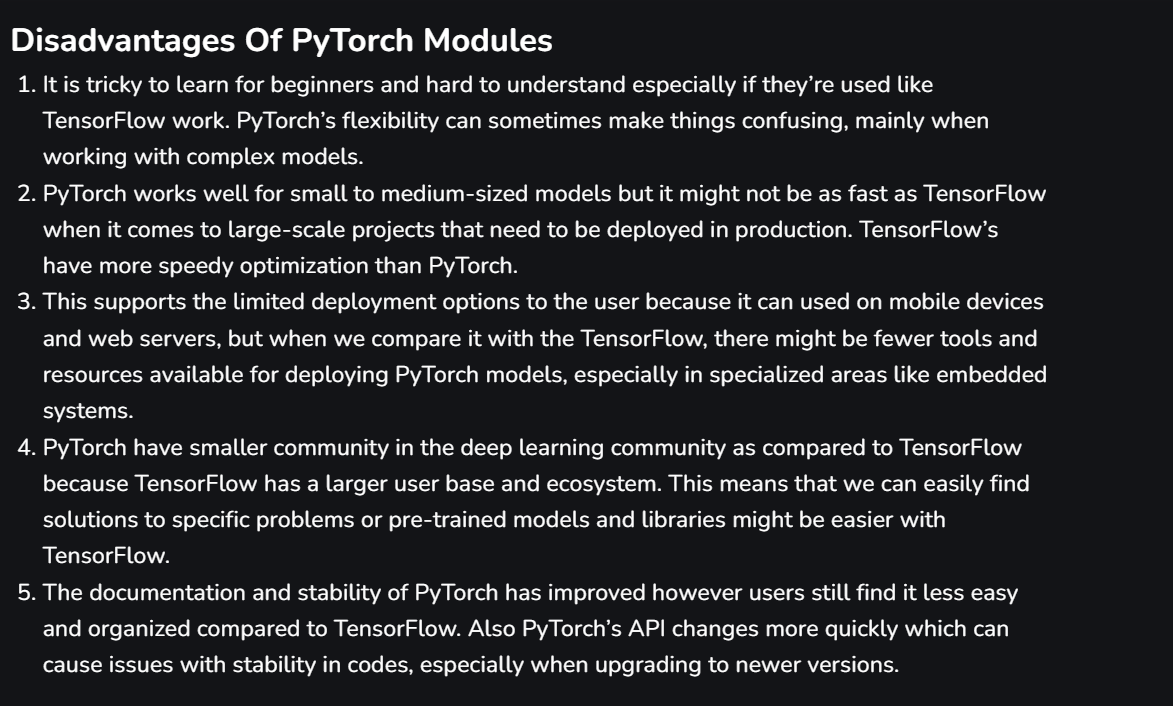 Disadvantages Of PyTorch Modules
1. It is tricky to learn for beginners and hard to understand especially if they’re used like
TensorFlow work. PyTorch’s flexibility can sometimes make things confusing, mainly when
working with complex models.
2. PyTorch works well for small to medium-sized models but it might not be as fast as TensorFlow
when it comes to large-scale projects that need to be deployed in production. TensorFlow’s
have more speedy optimization than PyTorch.
3. This supports the limited deployment options to the user because it can used on mobile devices
and web servers, but when we compare it with the TensorFlow, there might be fewer tools and
resources available for deploying PyTorch models, especially in specialized areas like embedded
systems.
4. PyTorch have smaller community in the deep learning community as compared to TensorFlow
because TensorFlow has a larger user base and ecosystem. This means that we can easily find
solutions to specific problems or pre-trained models and libraries might be easier with
TensorFlow.
5. The documentation and stability of PyTorch has improved however users still find it less easy
and organized compared to TensorFlow. Also PyTorch’s API changes more quickly which can
cause issues with stability in codes, especially when upgrading to newer versions.